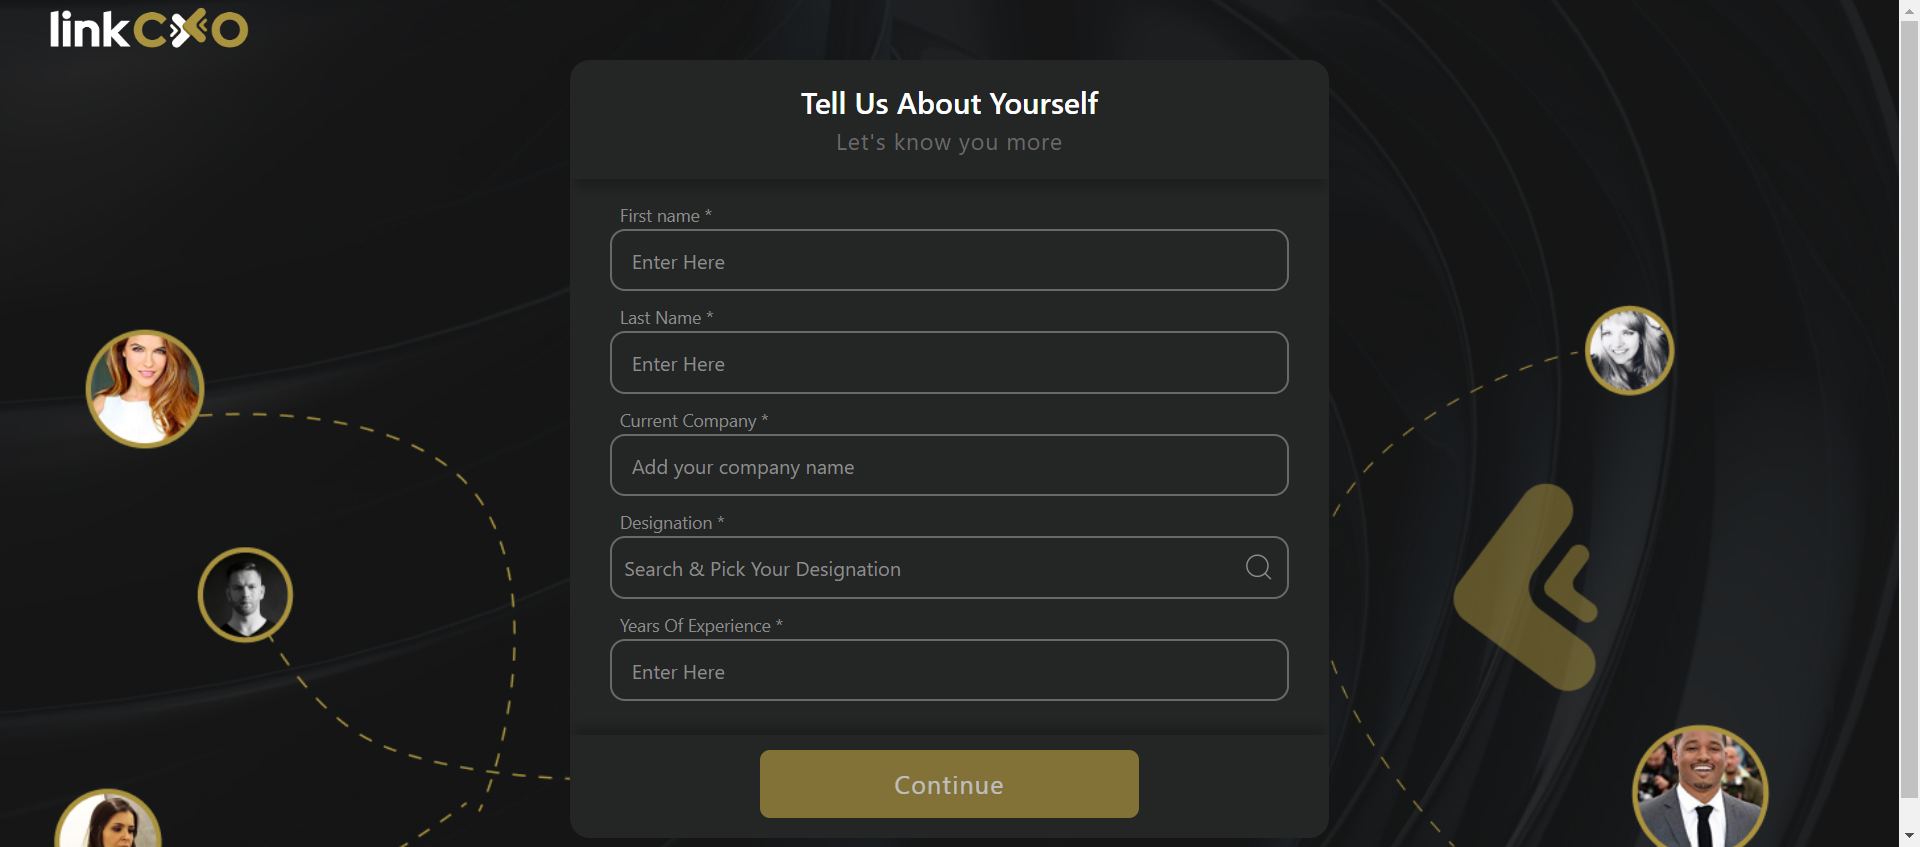 linkCXO
Tell Us About Yourself
Let's know you more
First name *
Enter Here
Last Name *
Enter Here
Current Company *
Add your company name
Designation *
Search & Pick Your Designation
Years Of Experience *
Enter Here
Continue